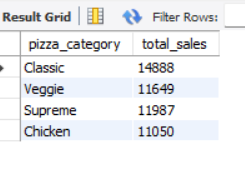 Result Grid Filter Rows:
pizza_category total_sales
Classic 14888
Veggie 11649
Supreme 11987
Chicken 11050